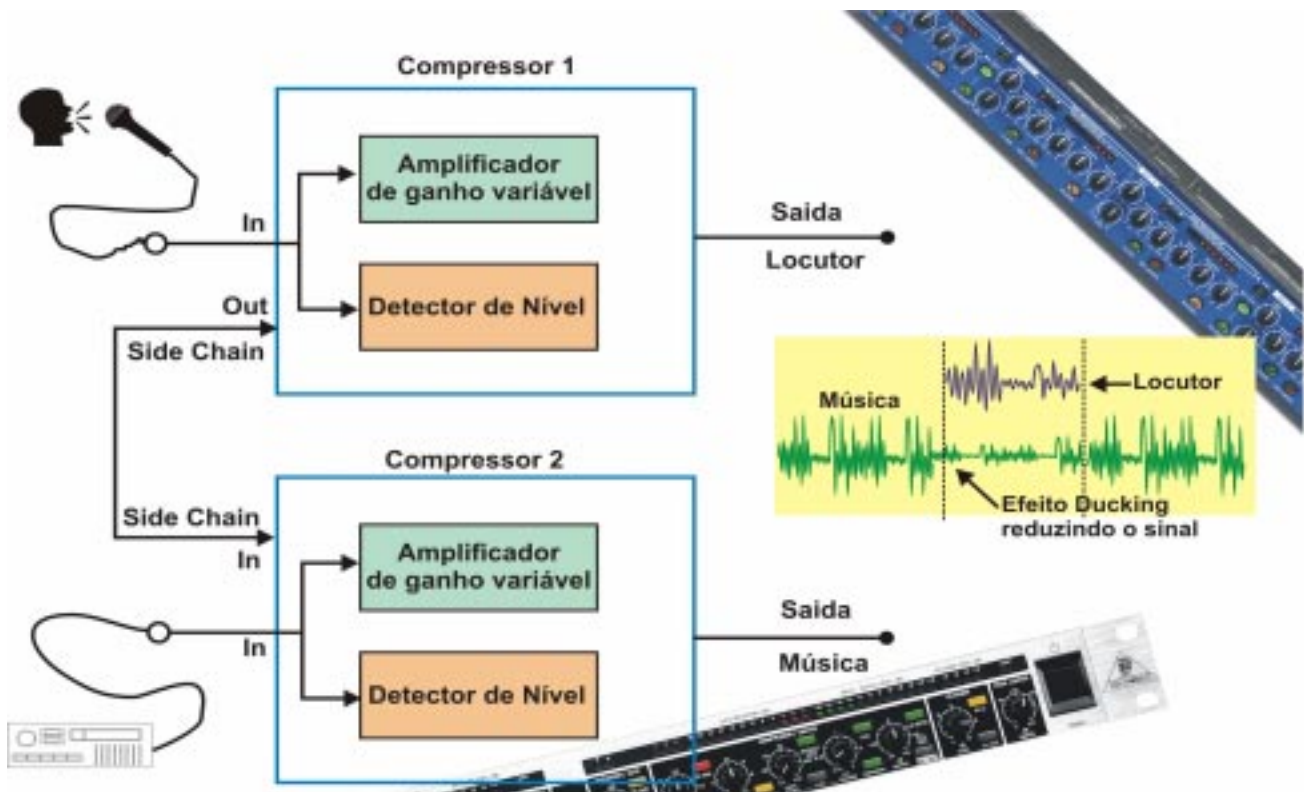 Compressor 1
Amplificador
de ganho variável
In
Detector de Nível
Out
Side Chain
Saida
Locutor
Música
Locutor
Efeito Ducking
reduzindo o sinal
Compressor 2
Side Chain
In
Amplificador
de ganho variável
In
Detector de Nível
Saida
Música